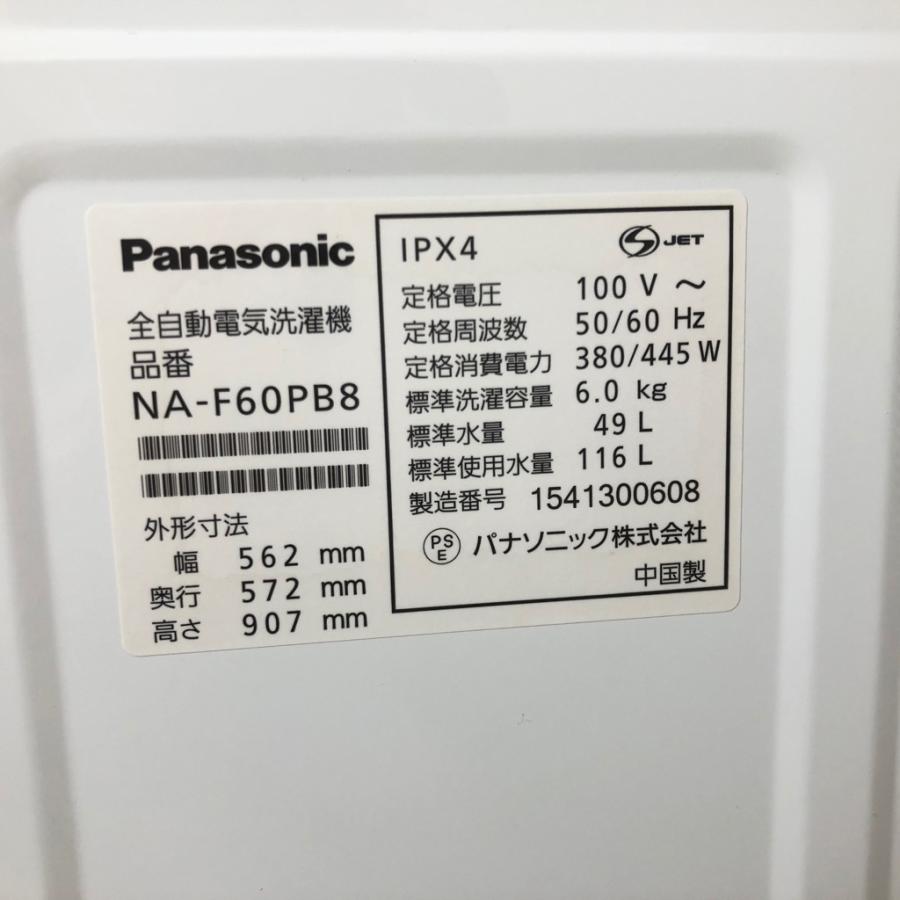 Panasonic
全自動電気洗濯機
品番
NA-F60PB8
外形寸法
幅 562 mm
奥行 572 mm
高さ 907 mm
IPX4
S JET
定格電圧 100 V ～
定格周波数 50/60 Hz
定格消費電力 380/445 W
標準洗濯容量 6.0 kg
標準水量 49 L
標準使用水量 116 L
製造番号 1541300608
PS
E パナソニック株式会社
中国製